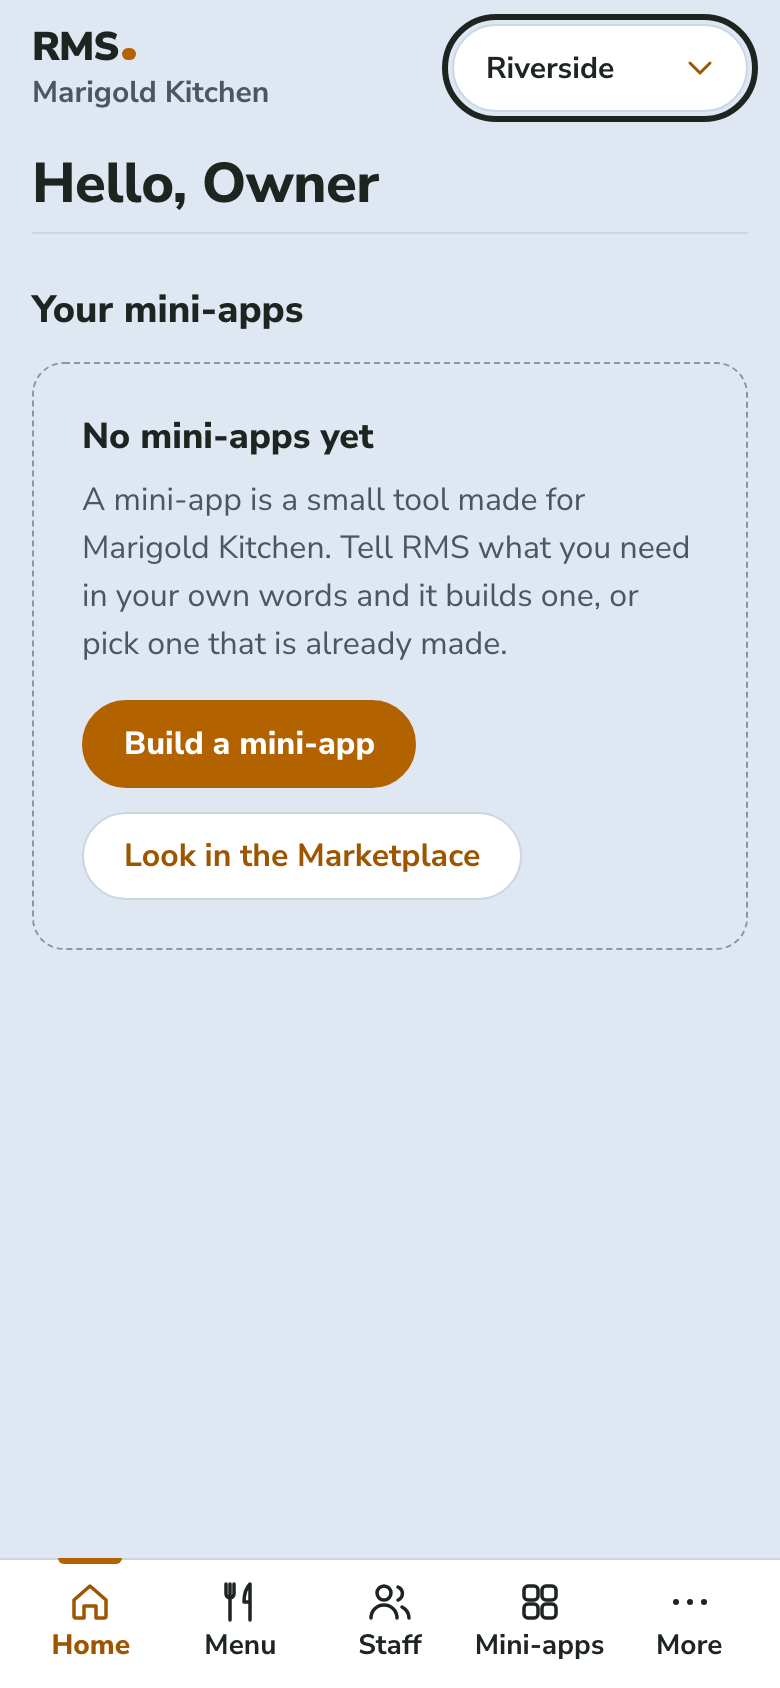 RMS.
Marigold Kitchen
Riverside
Hello, Owner
Your mini-apps
No mini-apps yet
A mini-app is a small tool made for
Marigold Kitchen. Tell RMS what you need
in your own words and it builds one, or
pick one that is already made.
Build a mini-app
Look in the Marketplace
Home
Menu
Staff
Mini-apps
More